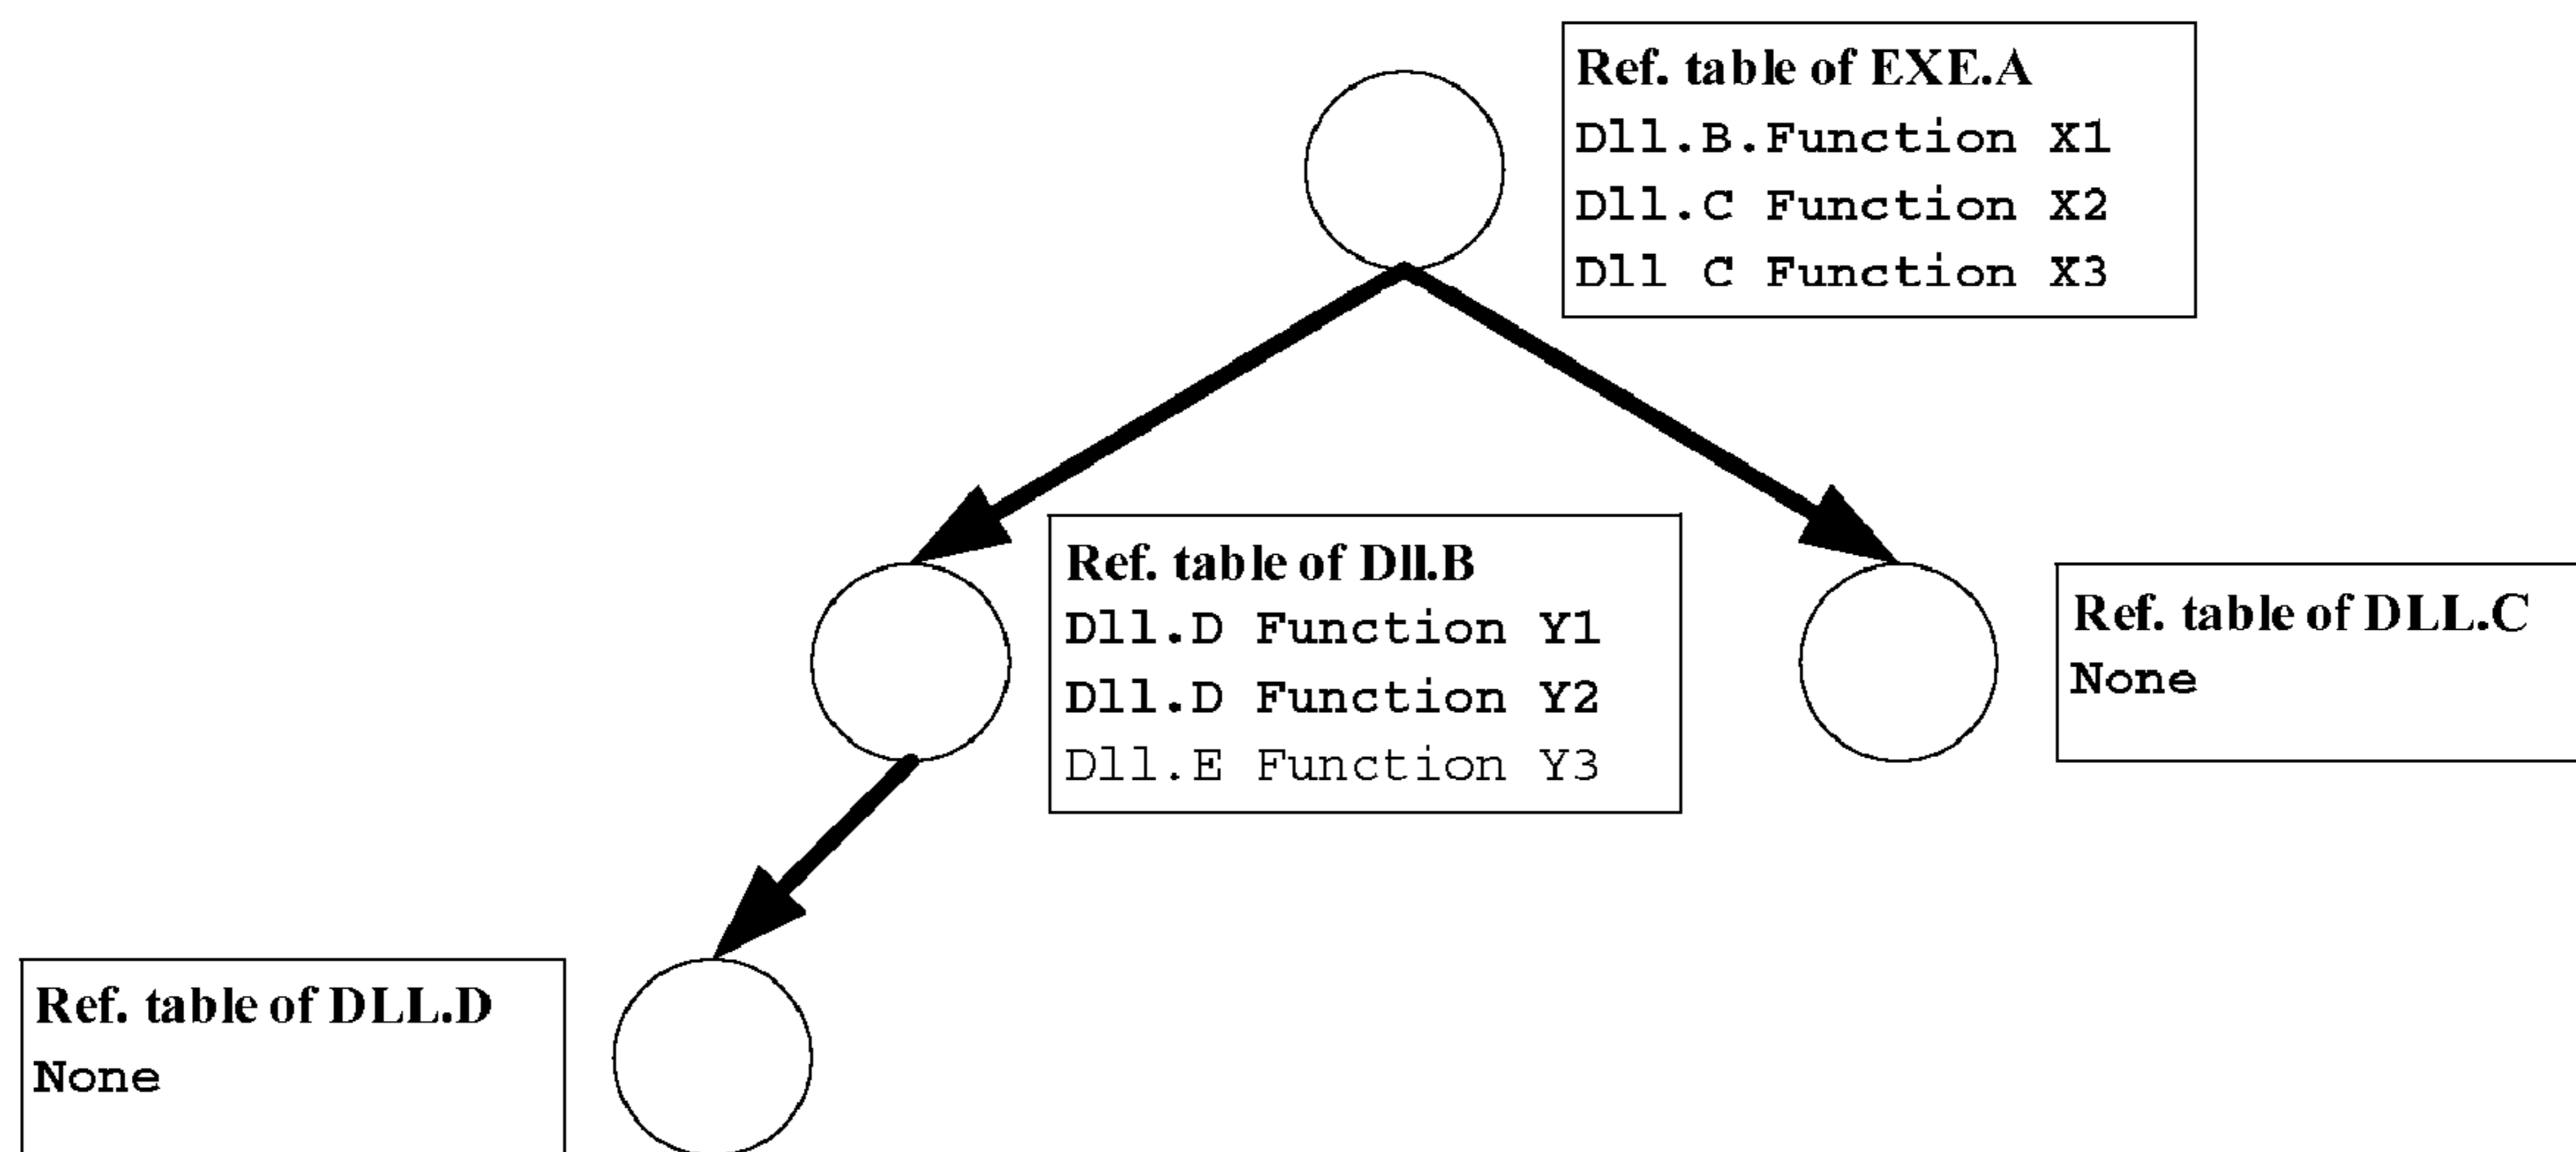 Ref. table of EXE.A
Dll.B.Function X1
Dll.C Function X2
Dll C Function X3
Ref. table of Dll.B
Dll.D Function Y1
Dll.D Function Y2
Dll.E Function Y3
Ref. table of DLL.C
None
Ref. table of DLL.D
None